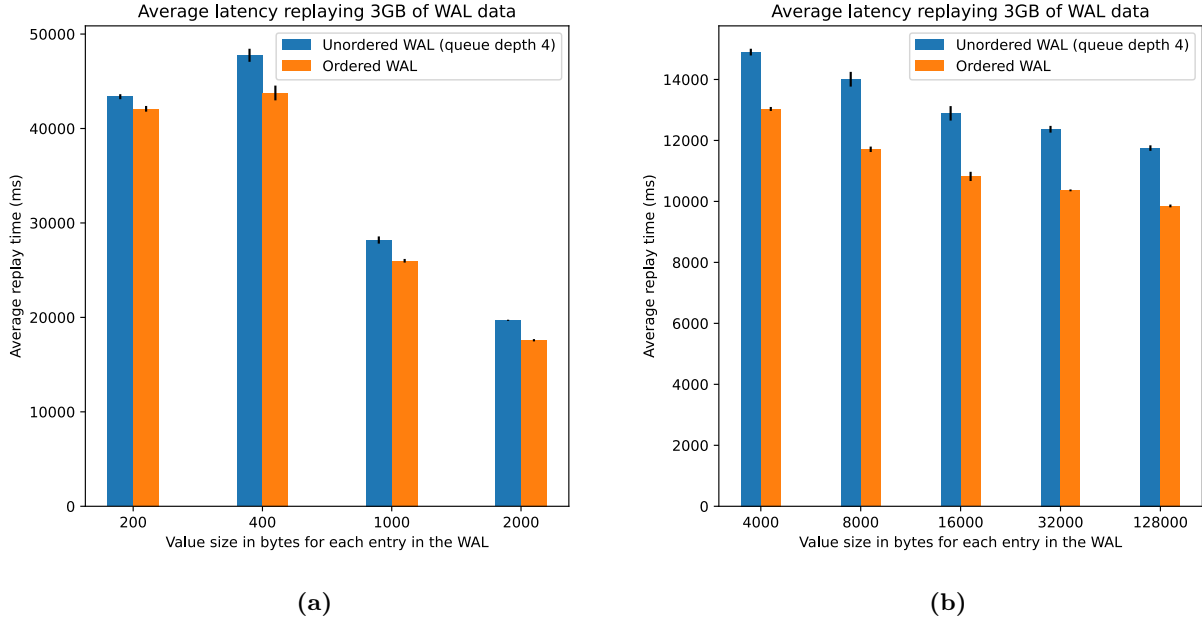 Average latency replaying 3GB of WAL data
Unordered WAL (queue depth 4)
Ordered WAL
Average replay time (ms)
50000
40000
30000
20000
10000
0
200 400 1000 2000
Value size in bytes for each entry in the WAL
(a)
Average latency replaying 3GB of WAL data
Unordered WAL (queue depth 4)
Ordered WAL
Average replay time (ms)
14000
12000
10000
8000
6000
4000
2000
0
4000 8000 16000 32000 128000
Value size in bytes for each entry in the WAL
(b)